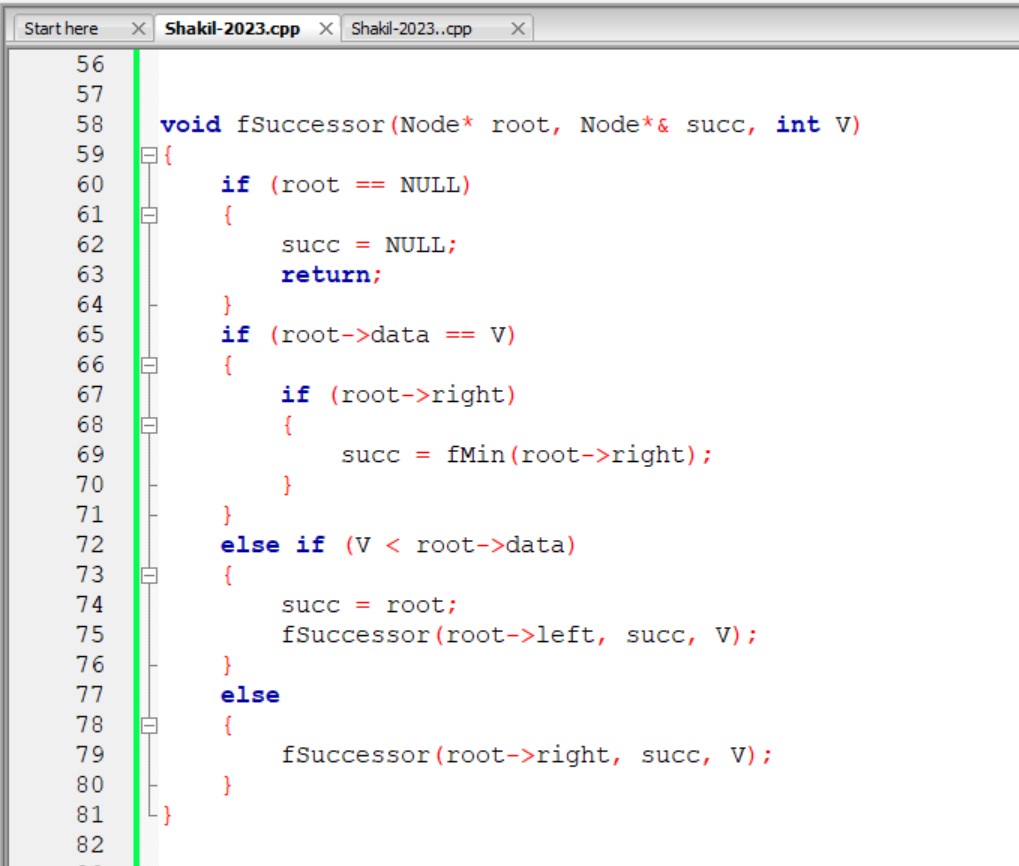 Start here Shakil-2023.cpp Shakil-2023..cpp
56
57
58 void fSuccessor(Node* root, Node*& succ, int V)
59 {
60     if (root == NULL)
61     {
62         succ = NULL;
63         return;
64     }
65     if (root->data == V)
66     {
67         if (root->right)
68         {
69             succ = fMin(root->right);
70         }
71     }
72     else if (V < root->data)
73     {
74         succ = root;
75         fSuccessor(root->left, succ, V);
76     }
77     else
78     {
79         fSuccessor(root->right, succ, V);
80     }
81 }
82